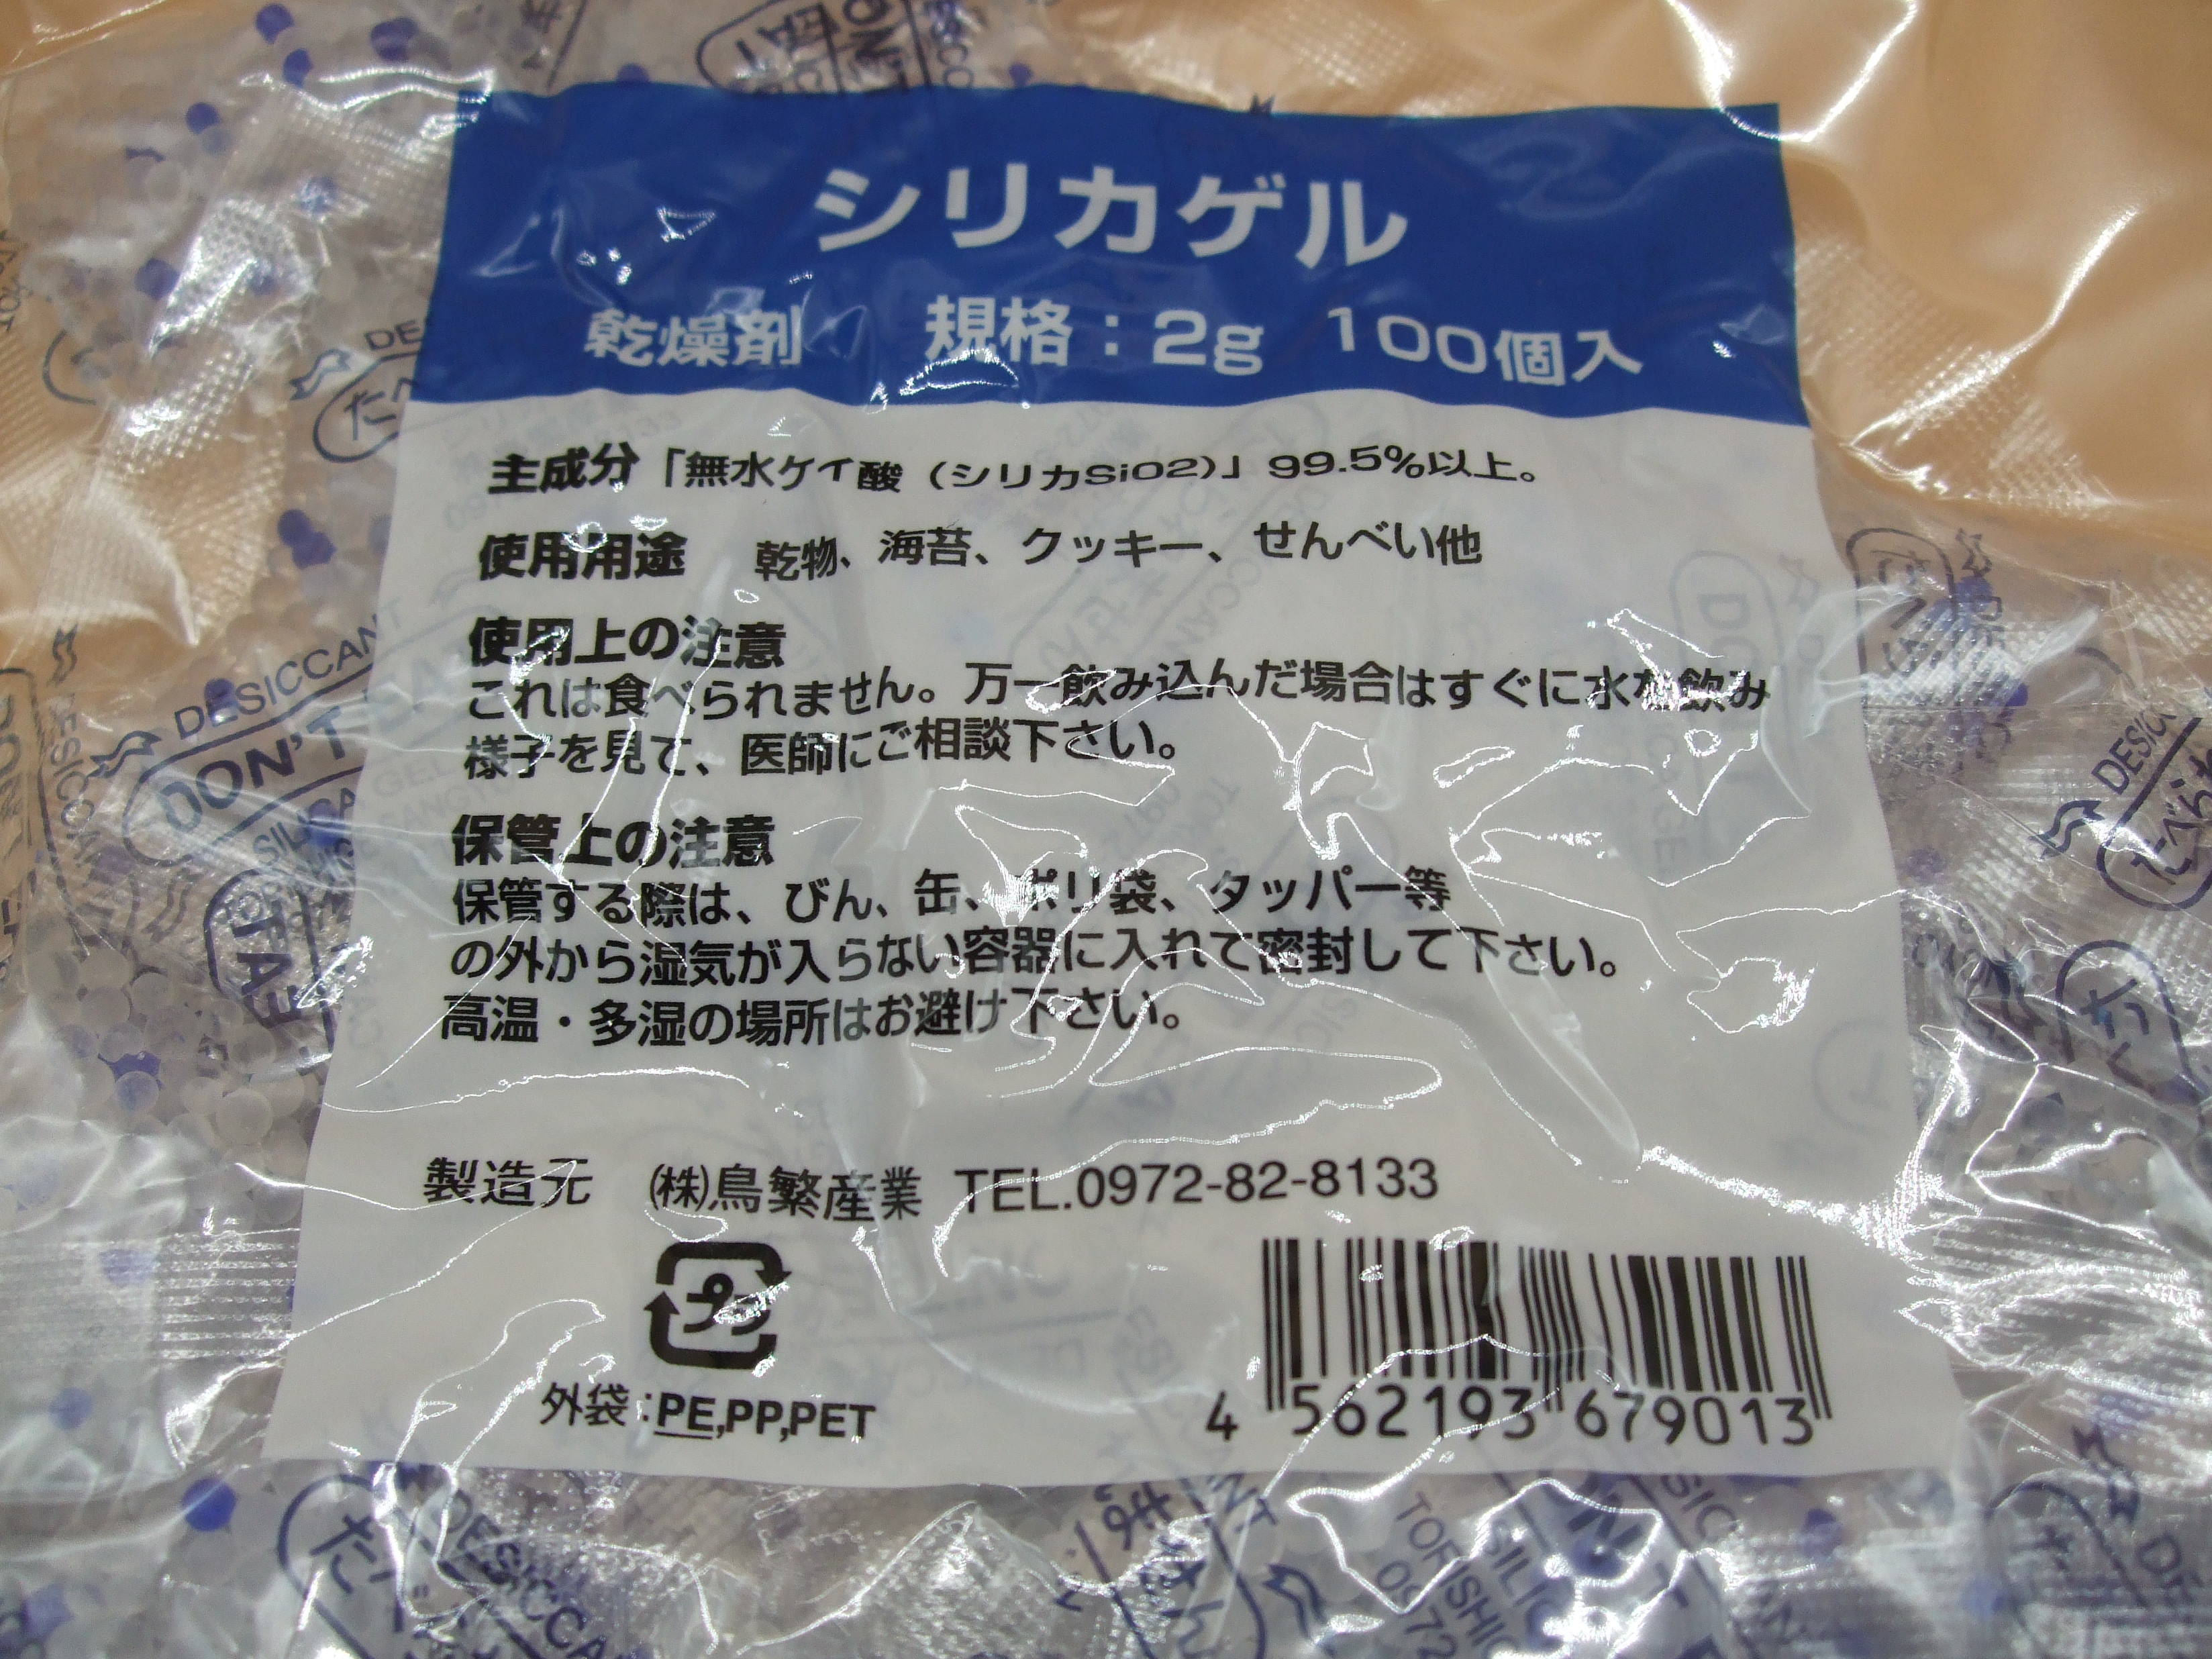 シリカゲル
乾燥剤 規格：2g 100個入
主成分「無水ケイ酸（シリカSiO2）」99.5%以上。
使用用途 乾物、海苔、クッキー、せんべい他
使用上の注意
これは食べられません。万一飲み込んだ場合はすぐに水を飲み
様子を見て、医師にご相談下さい。
保管上の注意
保管する際は、びん、缶、ポリ袋、タッパー等
の外から湿気が入らない容器に入れて密封して下さい。
高温・多湿の場所はお避け下さい。
製造元 ㈱鳥繁産業 TEL.0972-82-8133
プラ
外袋：PE,PP,PET
4 562193 679013
DESICCANT
DON'T
EAT